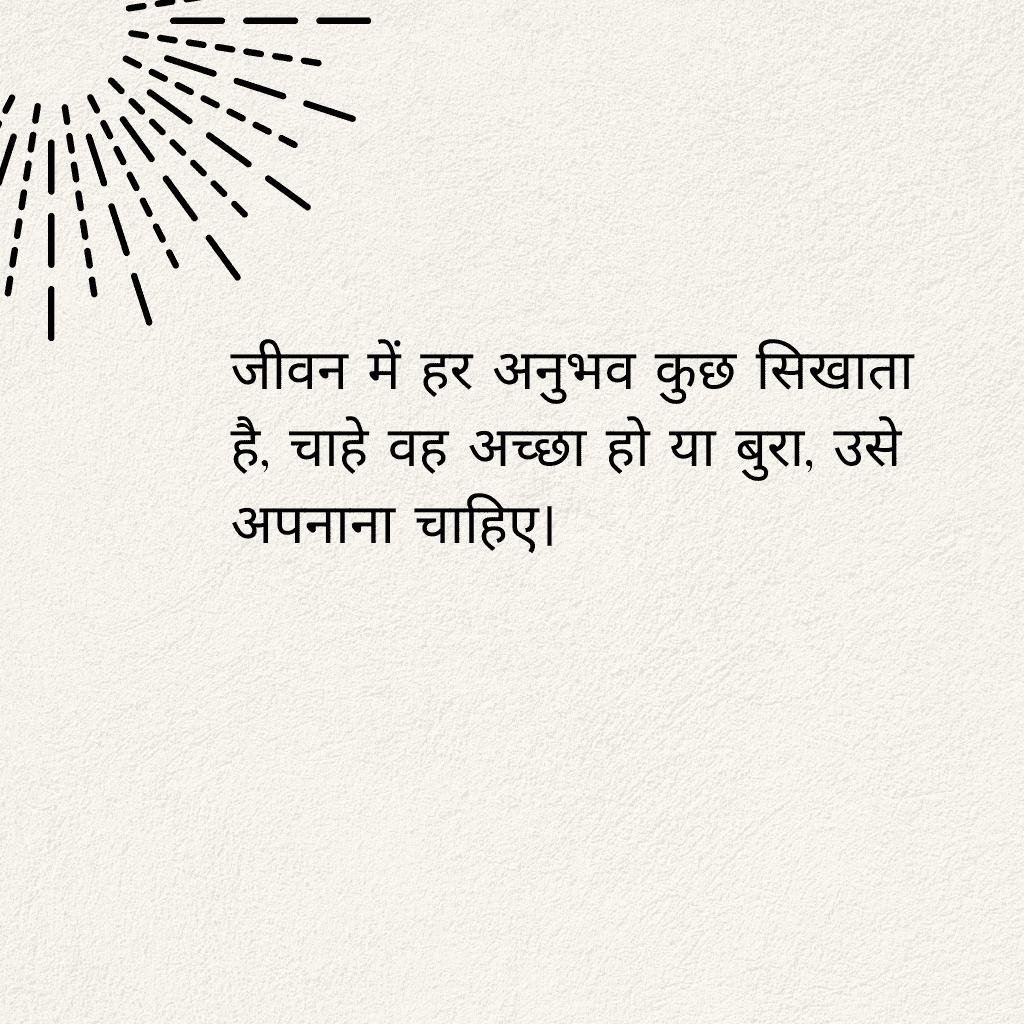 जीवन में हर अनुभव कुछ सिखाता
है, चाहे वह अच्छा हो या बुरा, उसे
अपनाना चाहिए।